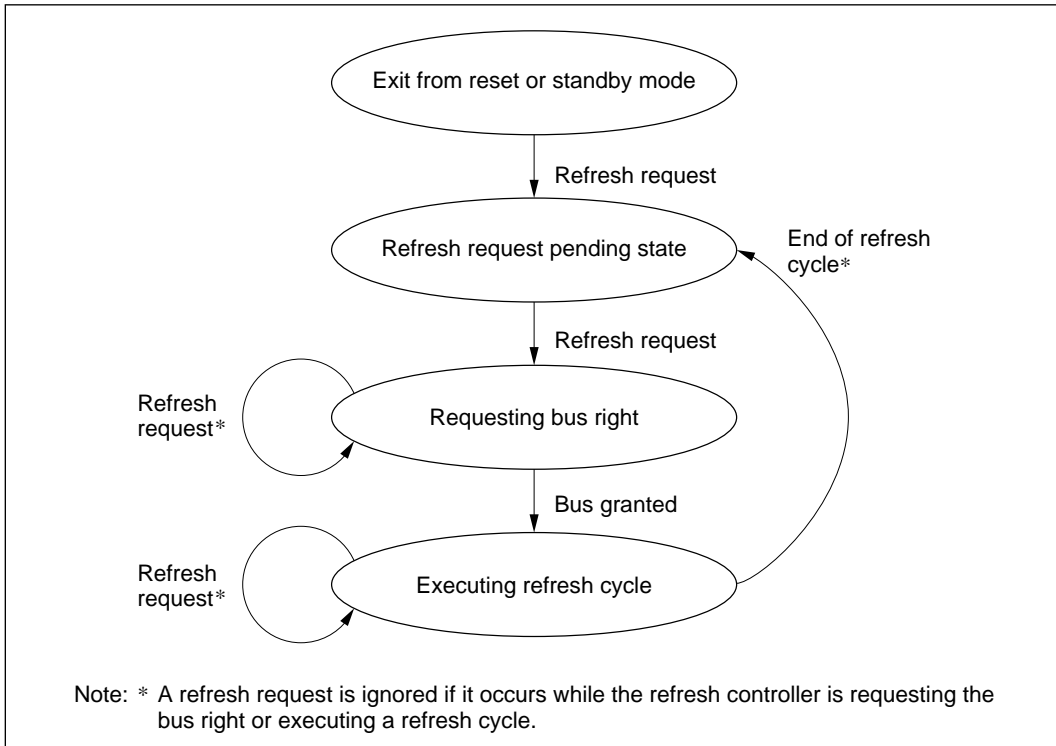 Exit from reset or standby mode
Refresh request
Refresh request pending state
End of refresh
cycle*
Refresh request
Refresh
request*
Requesting bus right
Bus granted
Refresh
request*
Executing refresh cycle
Note: * A refresh request is ignored if it occurs while the refresh controller is requesting the
bus right or executing a refresh cycle.